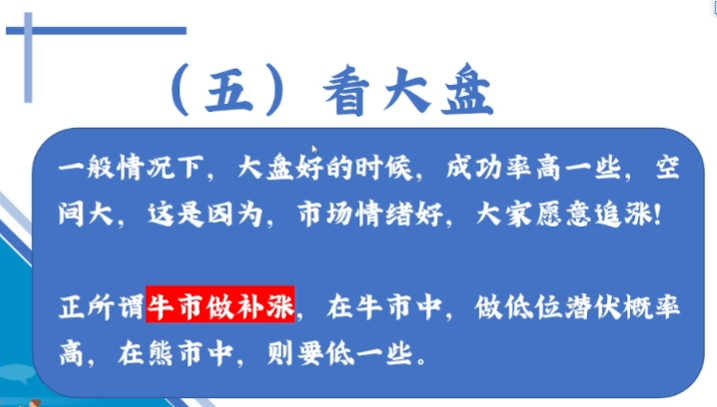 （五）看大盘
一般情况下，大盘好的时候，成功率高一些，空
间大，这是因为，市场情绪好，大家愿意追涨！
正所谓牛市做补涨，在牛市中，做低位潜伏概率
高，在熊市中，则要低一些。